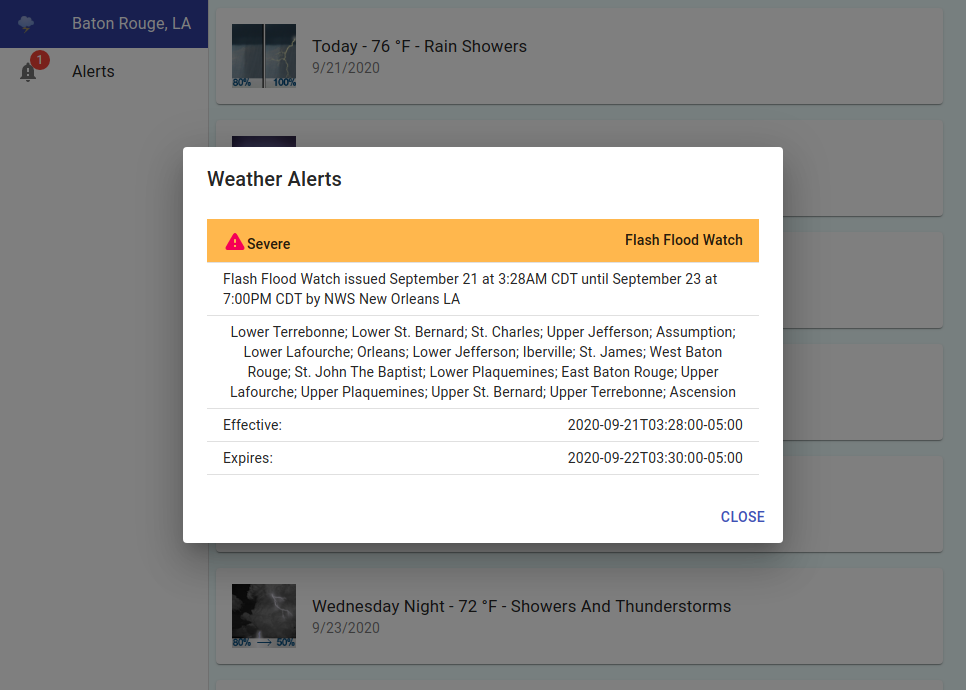 Baton Rouge, LA
1
Alerts
80%
100%
Today - 76 °F - Rain Showers
9/21/2020
Weather Alerts
Severe
Flash Flood Watch
Flash Flood Watch issued September 21 at 3:28AM CDT until September 23 at
7:00PM CDT by NWS New Orleans LA
Lower Terrebonne; Lower St. Bernard; St. Charles; Upper Jefferson; Assumption;
Lower Lafourche; Orleans; Lower Jefferson; Iberville; St. James; West Baton
Rouge; St. John The Baptist; Lower Plaquemines; East Baton Rouge; Upper
Lafourche; Upper Plaquemines; Upper St. Bernard; Upper Terrebonne; Ascension
Effective:
2020-09-21T03:28:00-05:00
Expires:
2020-09-22T03:30:00-05:00
CLOSE
50%
Wednesday Night - 72 °F - Showers And Thunderstorms
9/23/2020